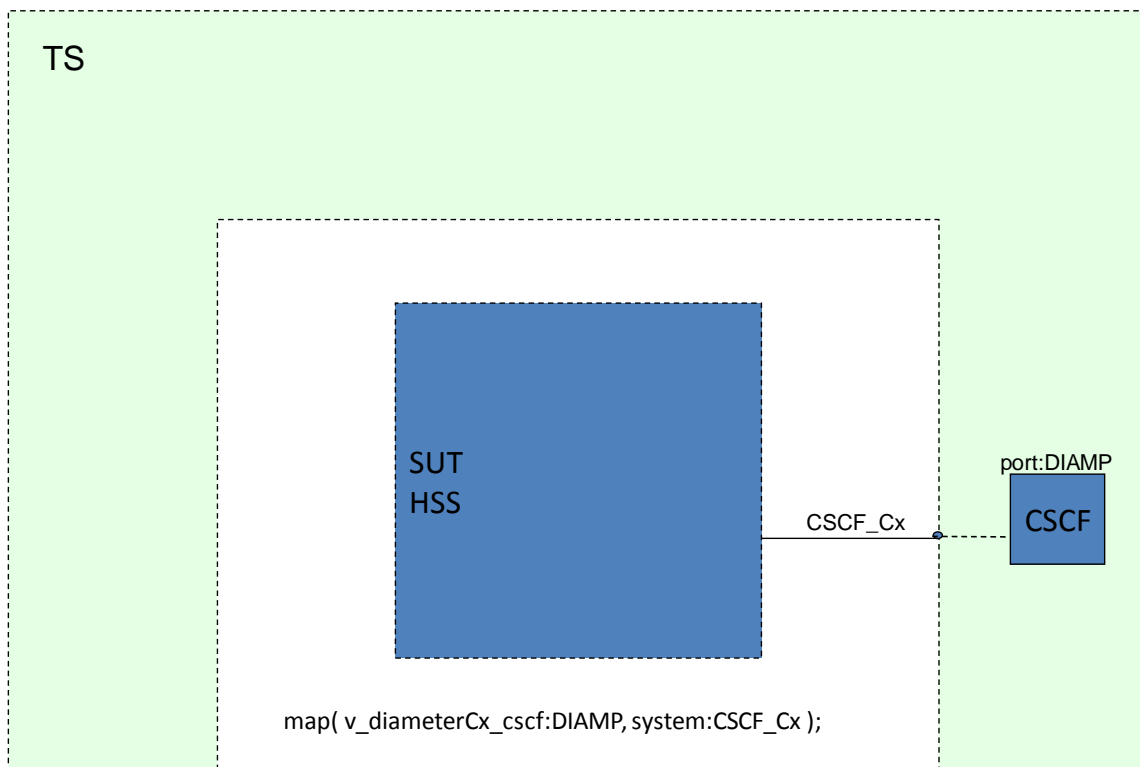 TS
SUT
HSS
CSCF_Cx
port:DIAMP
CSCF
map( v_diameterCx_cscf:DIAMP, system:CSCF_Cx );